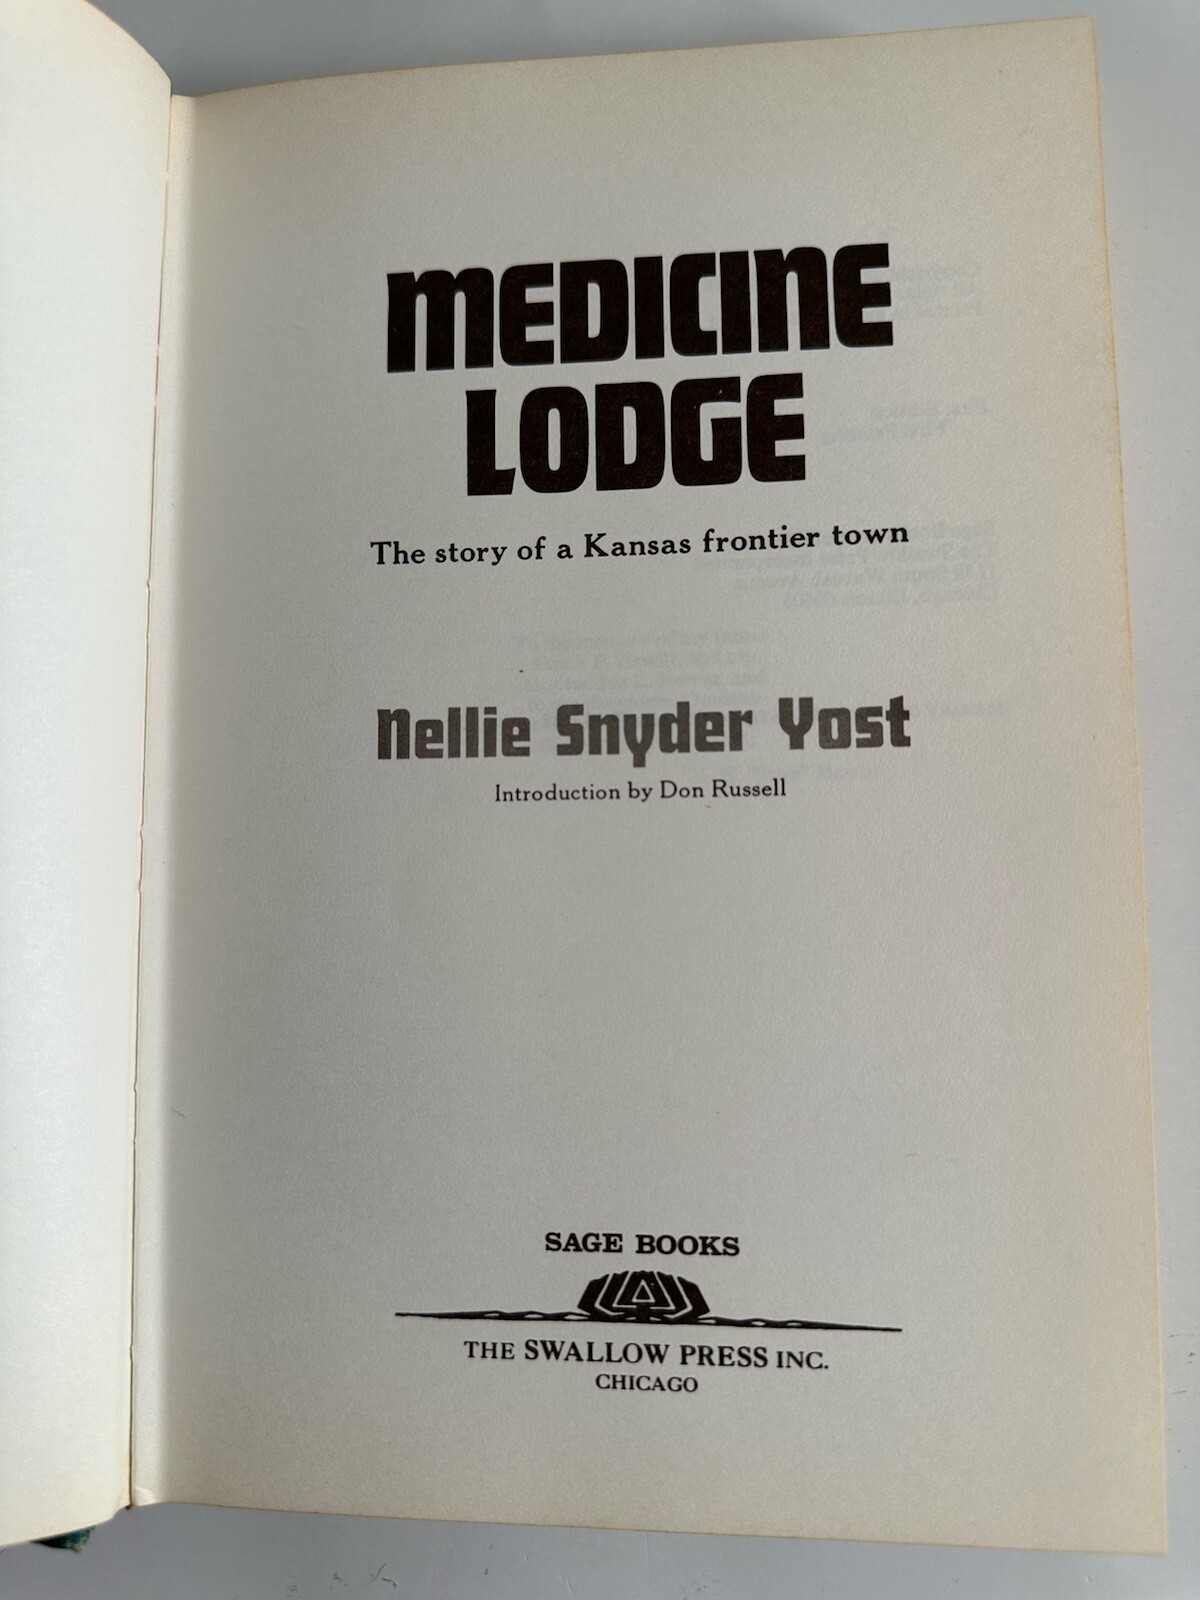 MEDICINE
LODGE
The story of a Kansas frontier town
Nellie Snyder Yost
Introduction by Don Russell
SAGE BOOKS
THE SWALLOW PRESS INC.
CHICAGO